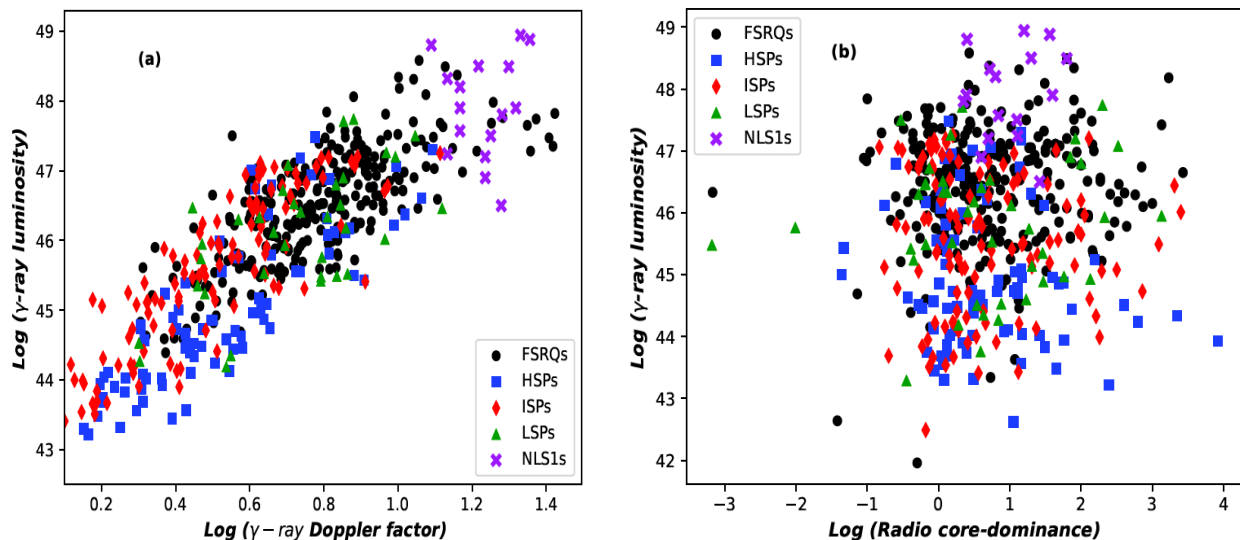 (a)
49
48
47
46
45
44
43
Log (γ-ray luminosity)
FSRQs
HSPs
ISPs
LSPs
NLS1s
0.2 0.4 0.6 0.8 1.0 1.2 1.4
Log (γ − ray Doppler factor)
(b)
49
48
47
46
45
44
43
42
Log (γ-ray luminosity)
FSRQs
HSPs
ISPs
LSPs
NLS1s
−3 −2 −1 0 1 2 3 4
Log (Radio core-dominance)